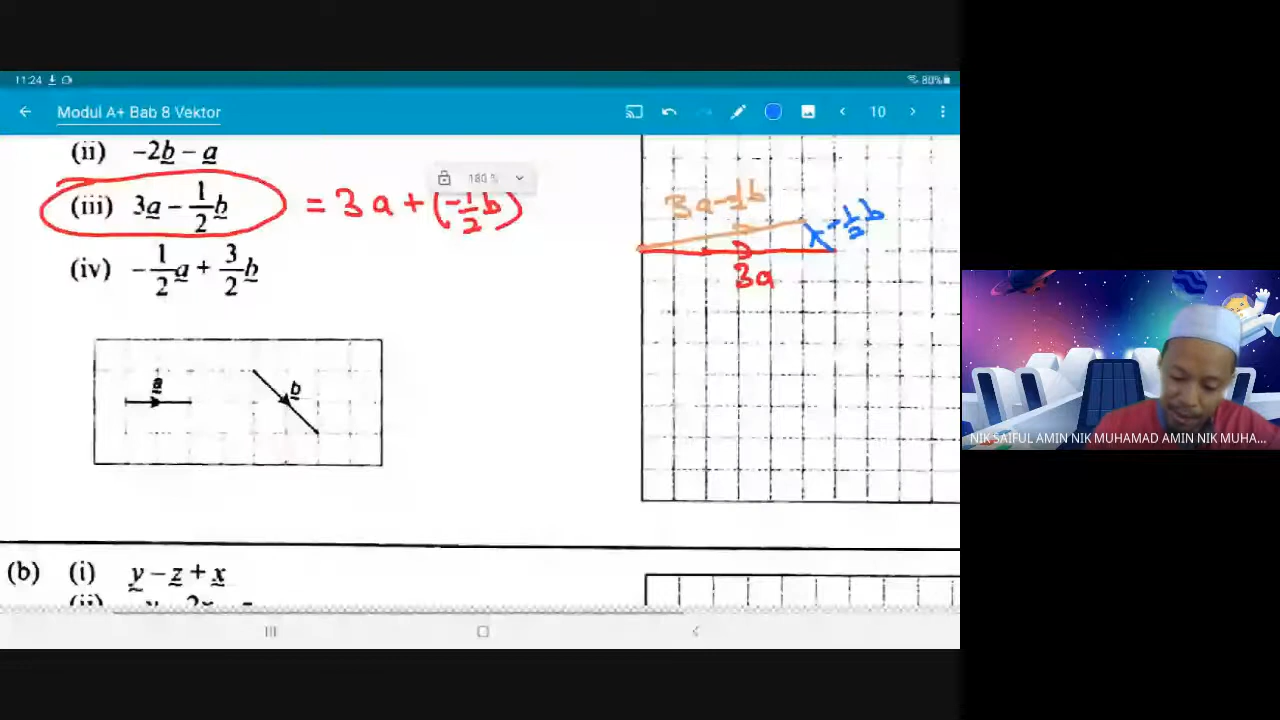 11:24
80%
Modul A+ Bab 8 Vektor
10
(ii) -2b - a
180 %
(iii) 3a - 1/2 b = 3a + (-1/2 b)
(iv) -1/2 a + 3/2 b
3a - 1/2 b
-1/2 b
3a
a
b
NIK SAIFUL AMIN NIK MUHAMAD AMIN NIK MUHA...
(b) (i) y - z + x
(ii)